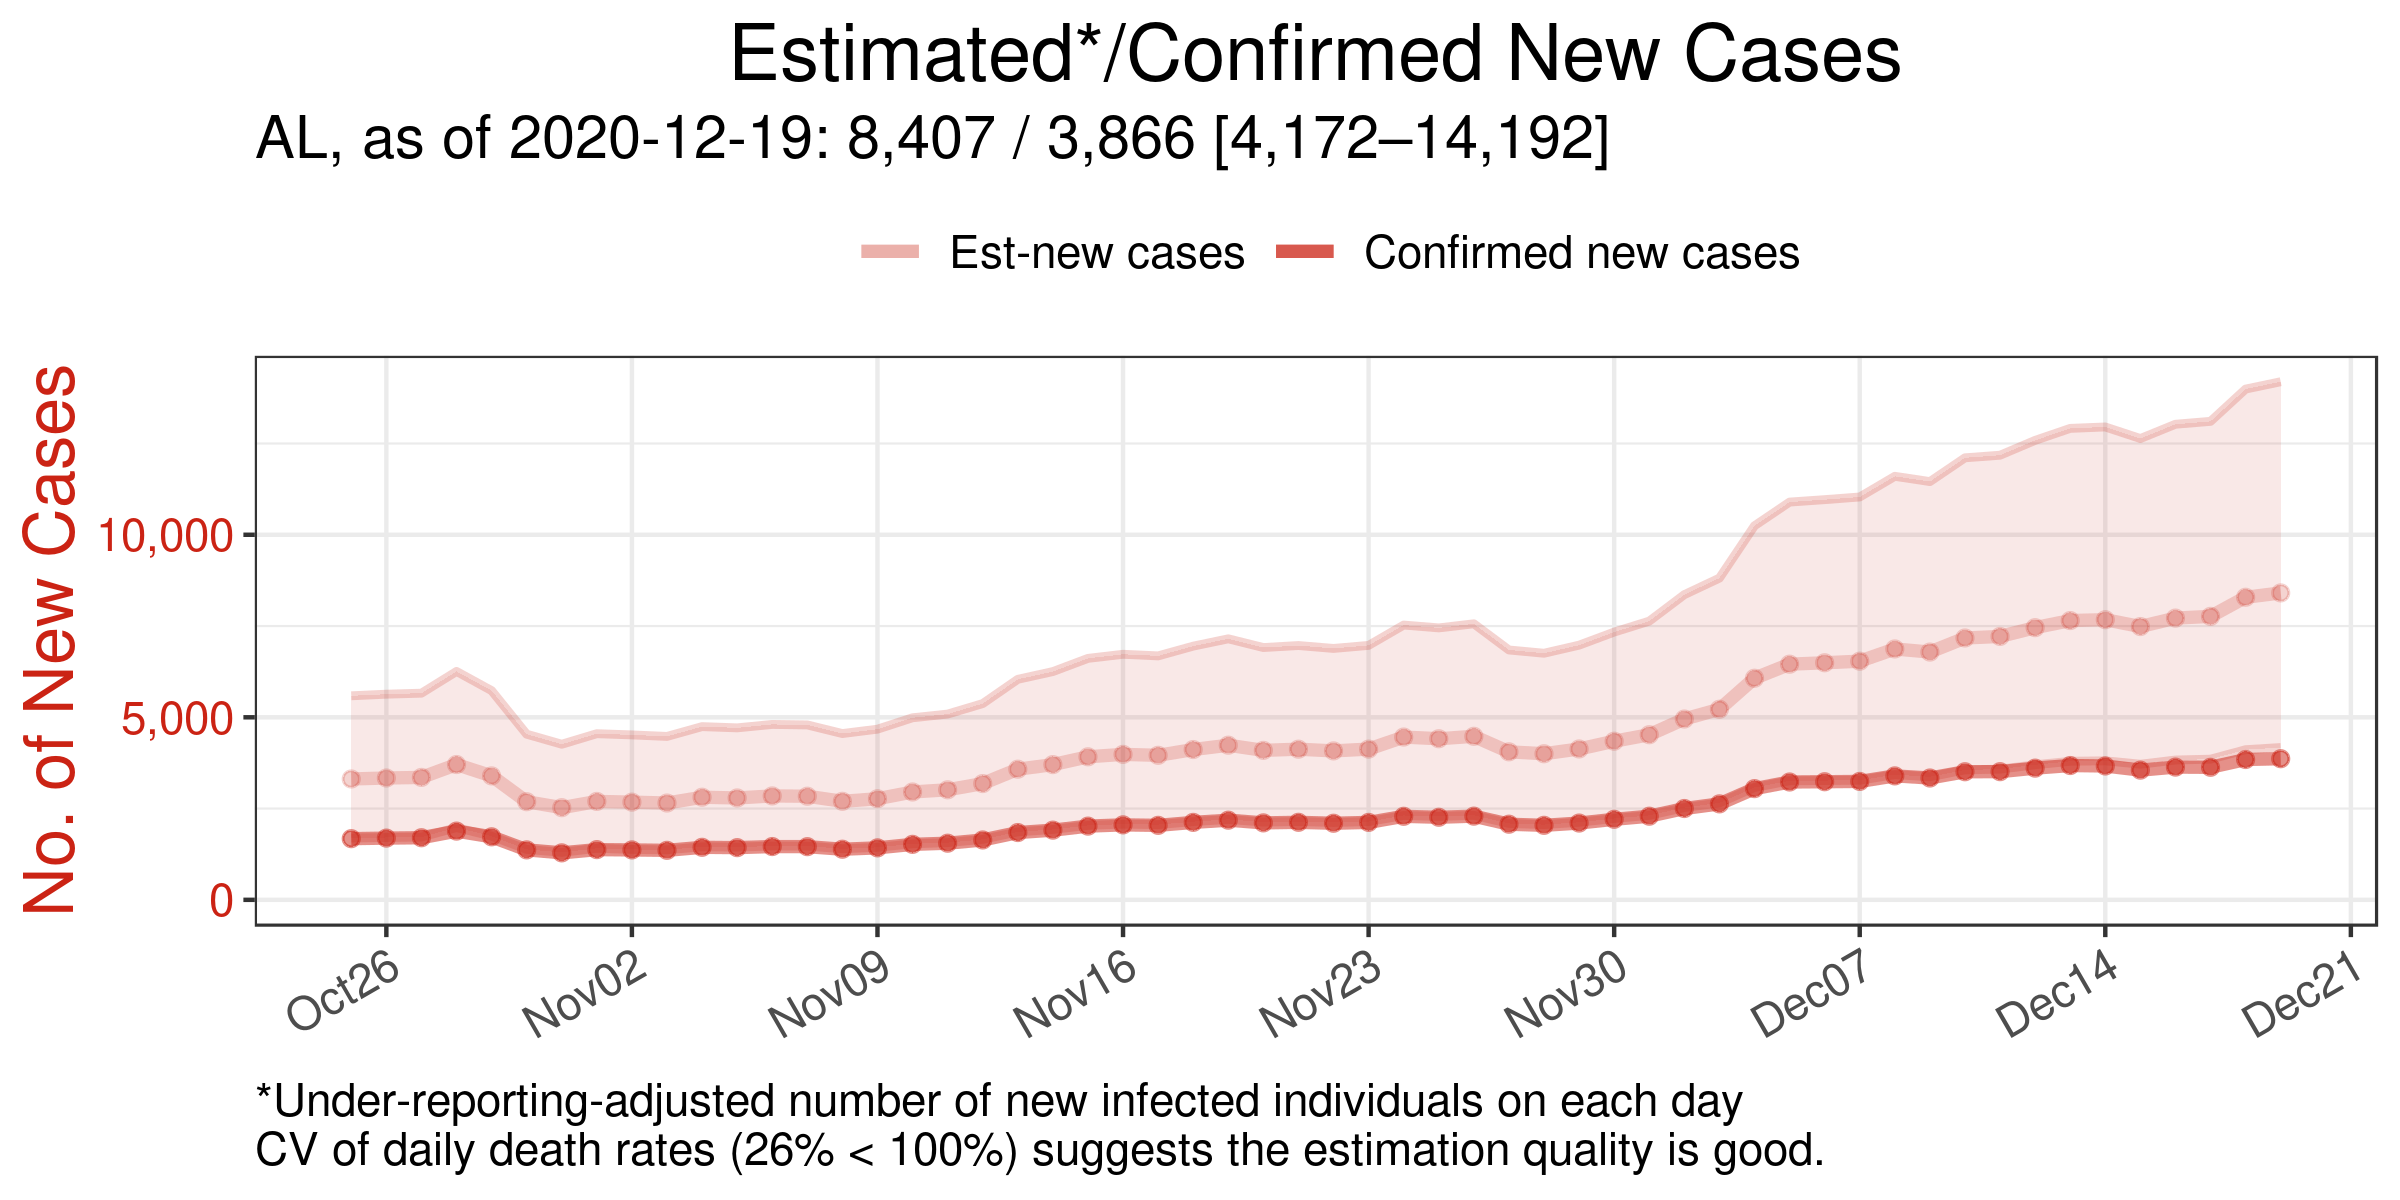 Estimated*/Confirmed New Cases
AL, as of 2020-12-19: 8,407 / 3,866 [4,172–14,192]
Est-new cases
Confirmed new cases
No. of New Cases
10,000
5,000
0
Oct26
Nov02
Nov09
Nov16
Nov23
Nov30
Dec07
Dec14
Dec21
*Under-reporting-adjusted number of new infected individuals on each day
CV of daily death rates (26% < 100%) suggests the estimation quality is good.